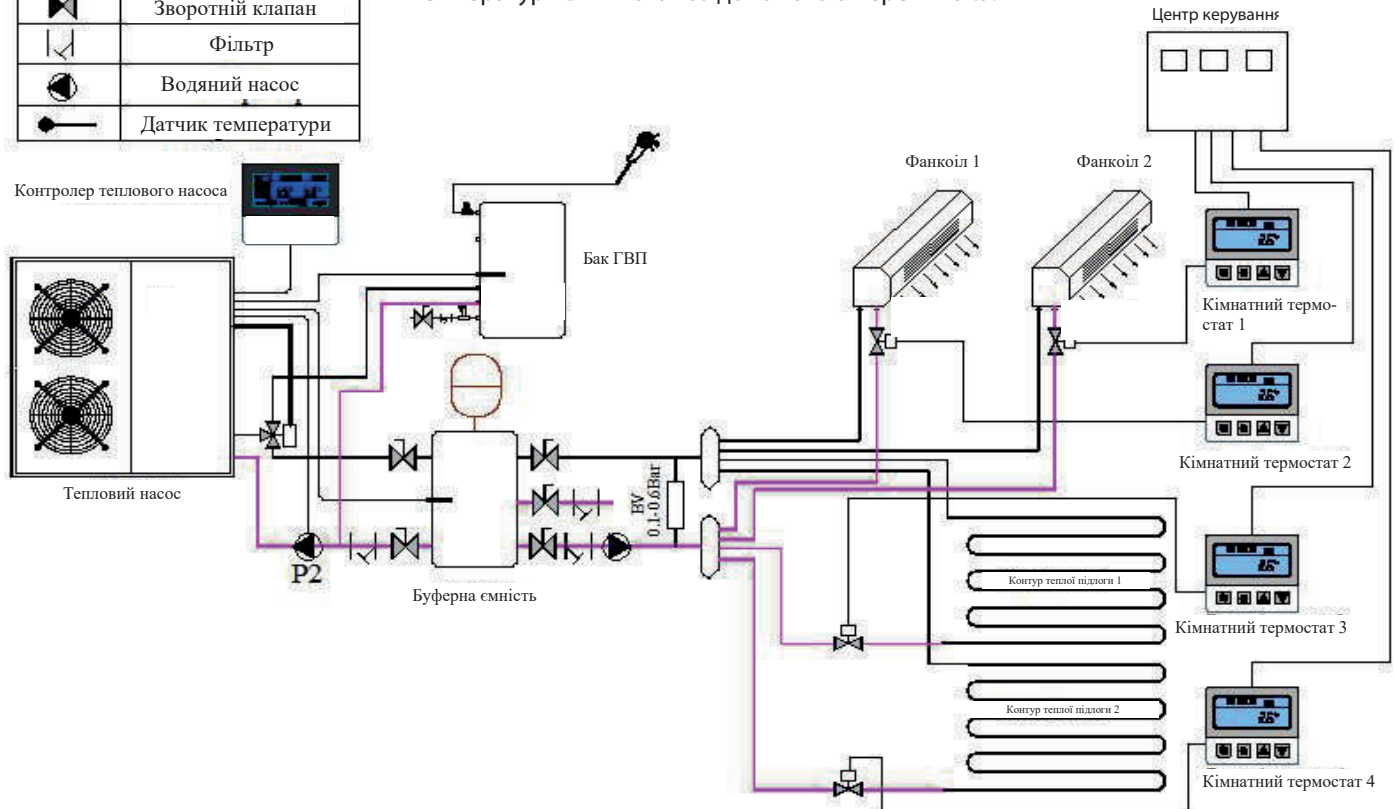 Зворотній клапан
Фільтр
Водяний насос
Датчик температури
Центр керування
Контролер теплового насоса
Бак ГВП
Фанкоіл 1
Фанкоіл 2
Кімнатний термо-
стат 1
Кімнатний термостат 2
Тепловий насос
BV
0.1-0.6Bar
P2
Буферна ємність
Контур теплої підлоги 1
Кімнатний термостат 3
Контур теплої підлоги 2
Кімнатний термостат 4